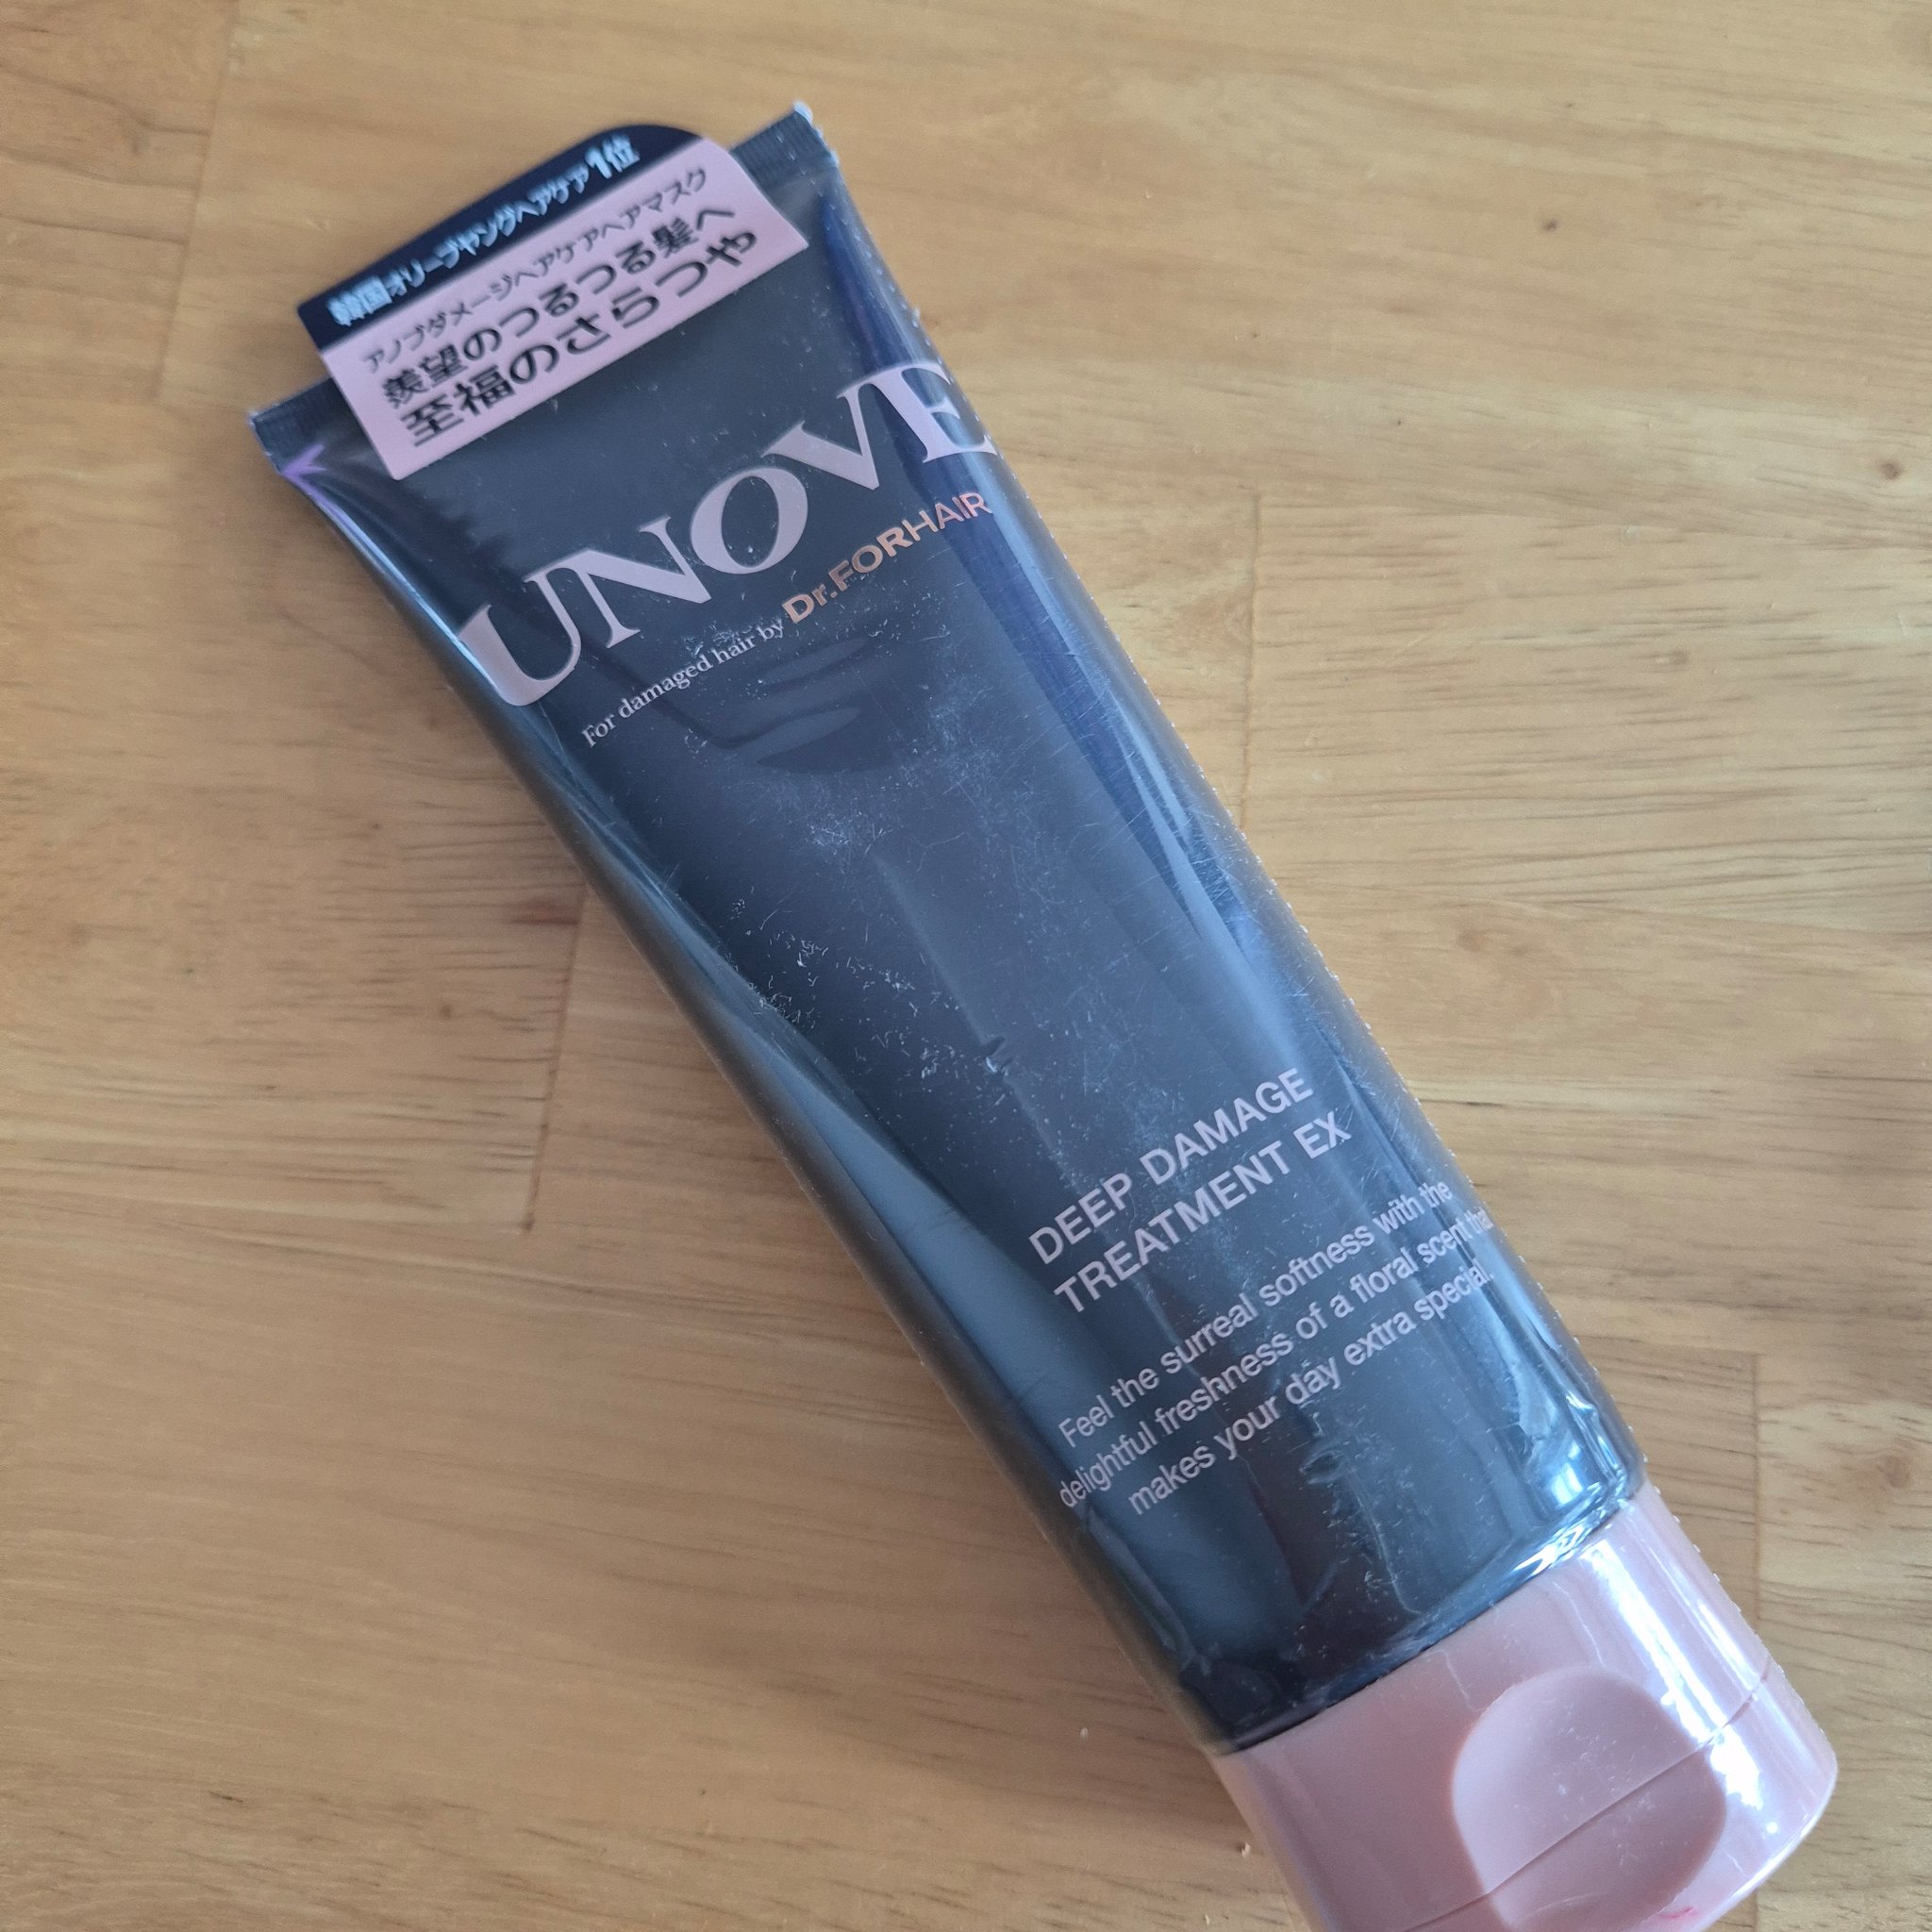 韓国オリーブヤングヘアケア1位
アノブダメージヘアケアヘアマスク
羨望のつるつる髪へ
至福のさらつや
UNOVE
For damaged hair by Dr.FORHAIR
DEEP DAMAGE
TREATMENT EX
Feel the surreal softness with the
delightful freshness of a floral scent that
makes your day extra special.